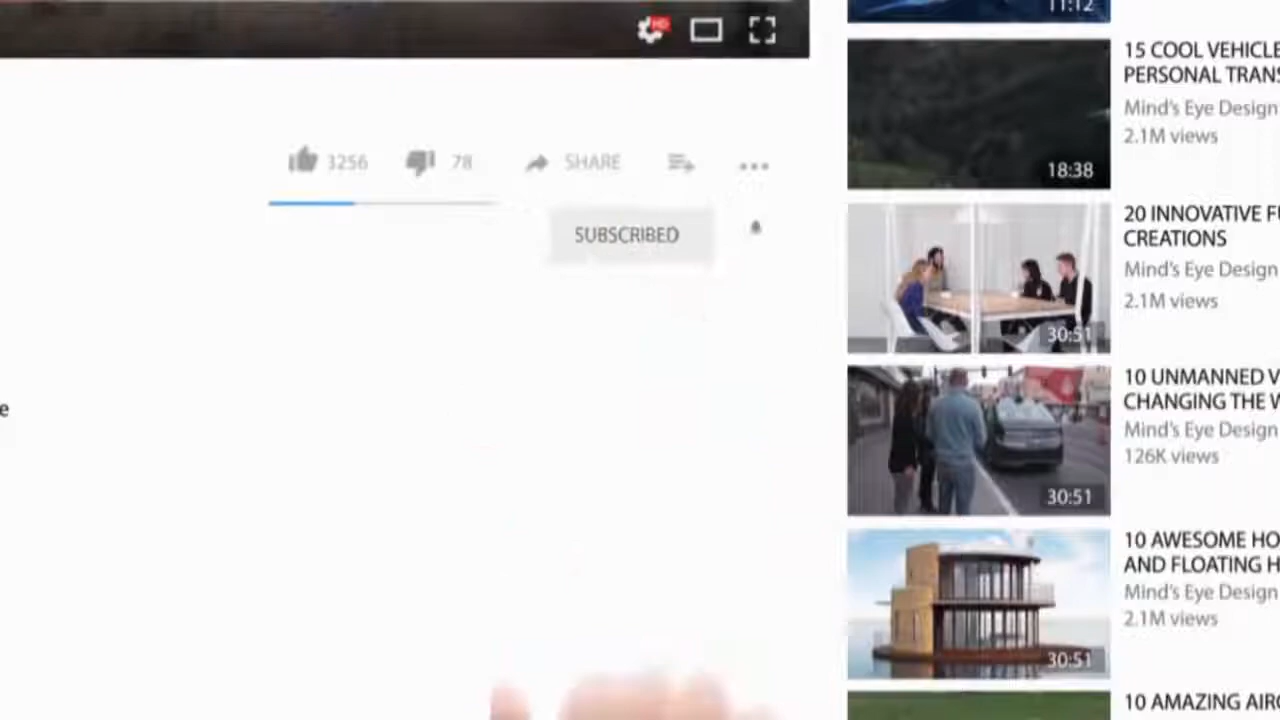 HD
11:12
3256
78
SHARE
SUBSCRIBED
e
18:38
15 COOL VEHICLE
PERSONAL TRANS
Mind's Eye Design
2.1M views
30:51
20 INNOVATIVE FU
CREATIONS
Mind's Eye Design
2.1M views
30:51
10 UNMANNED V
CHANGING THE W
Mind's Eye Design
126K views
30:51
10 AWESOME HO
AND FLOATING H
Mind's Eye Design
2.1M views
10 AMAZING AIRC